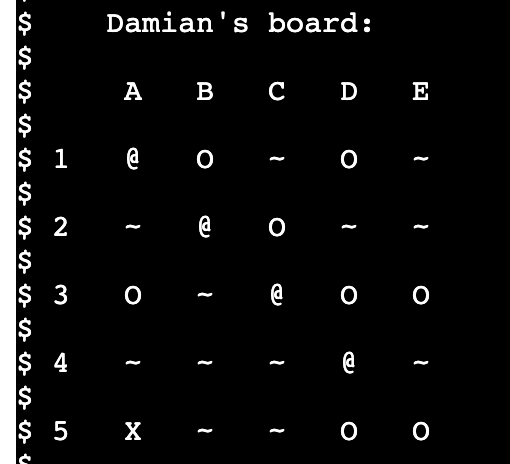 $ Damian's board:
$
$ A B C D E
$
$ 1 @ O ~ O ~
$
$ 2 ~ @ O ~ ~
$
$ 3 O ~ @ O O
$
$ 4 ~ ~ ~ @ ~
$
$ 5 X ~ ~ O O